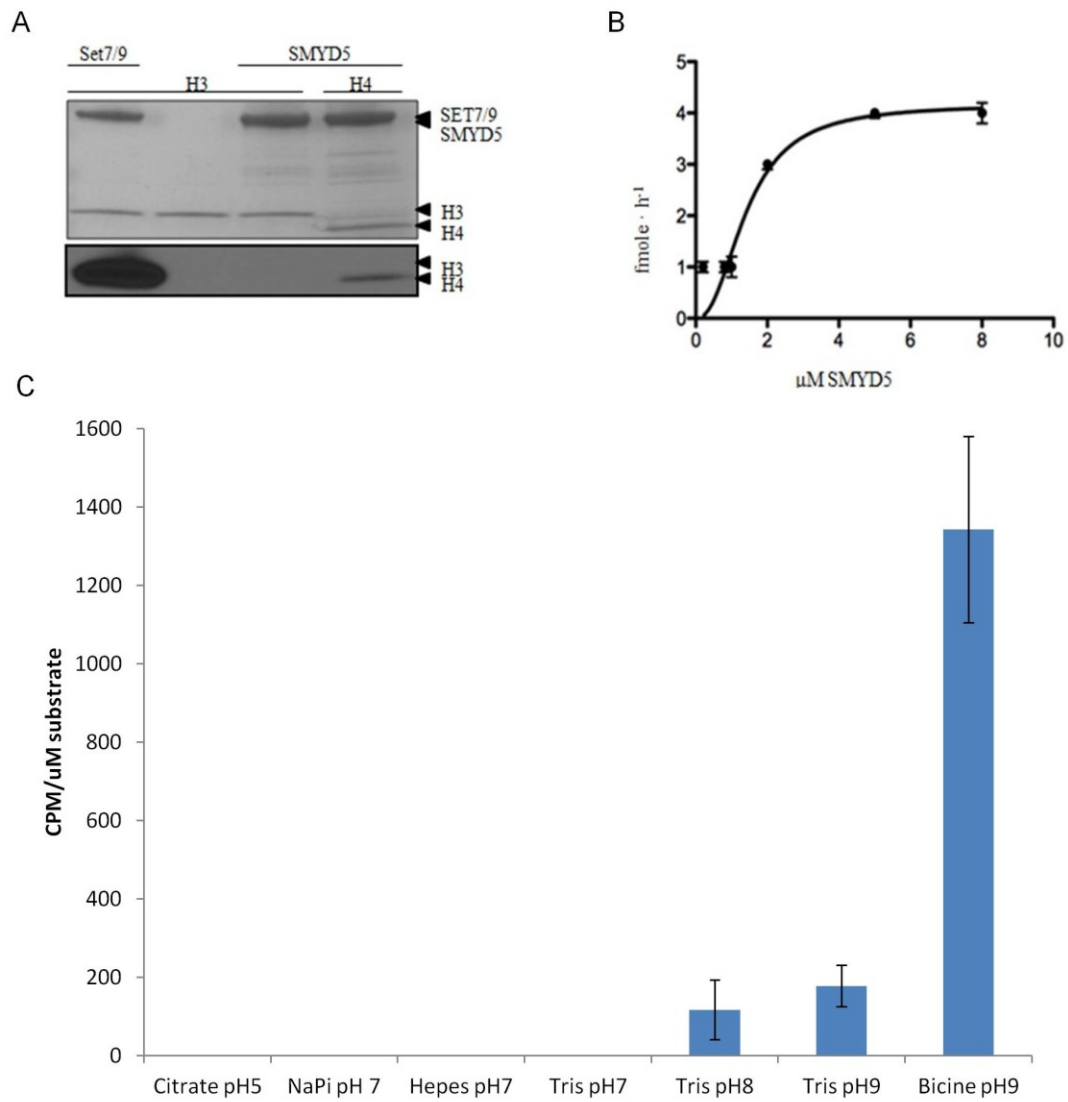 A
Set7/9 SMYD5
H3 H4
SET7/9
SMYD5
H3
H4
H3
H4
B
5
4
3
2
1
0
fmole · h-1
0 2 4 6 8 10
µM SMYD5
C
1600
1400
1200
1000
800
600
400
200
0
CPM/uM substrate
Citrate pH5 NaPi pH 7 Hepes pH7 Tris pH7 Tris pH8 Tris pH9 Bicine pH9